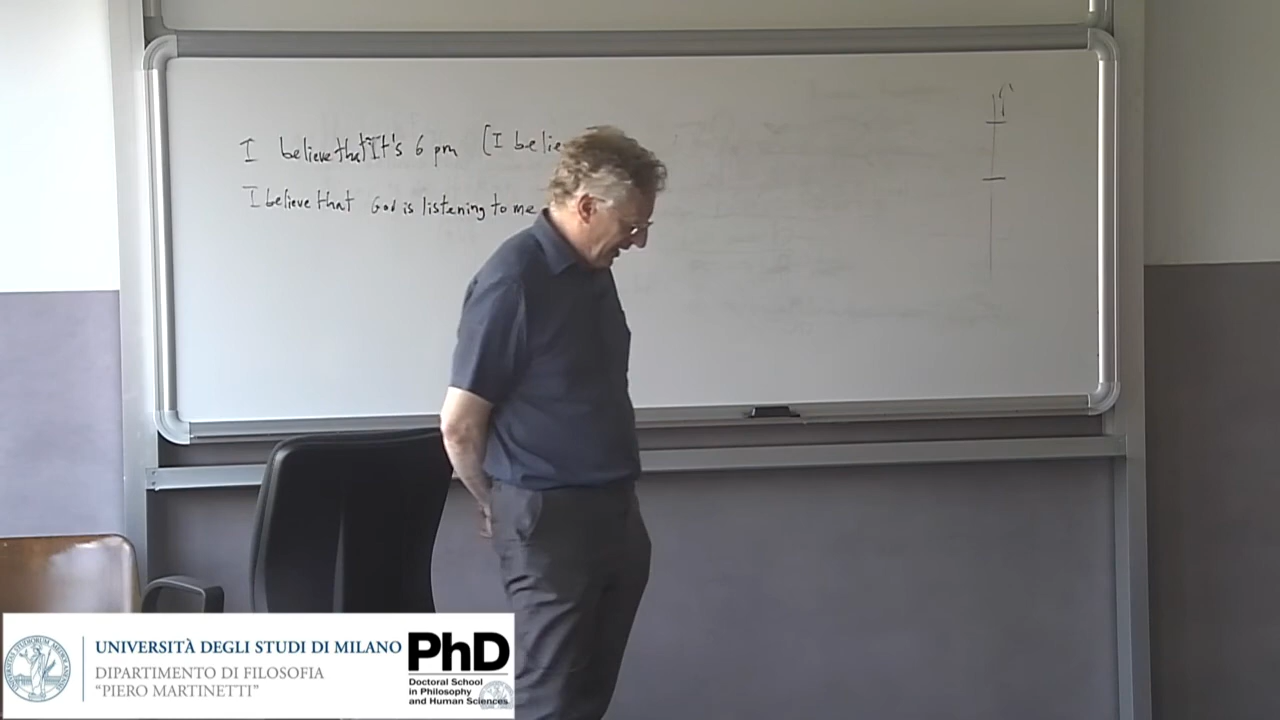 I believe that It's 6 pm (I belie
I believe that God is listening to me
UNIVERSITÀ DEGLI STUDI DI MILANO
DIPARTIMENTO DI FILOSOFIA
"PIERO MARTINETTI"
PhD
Doctoral School
in Philosophy
and Human Sciences